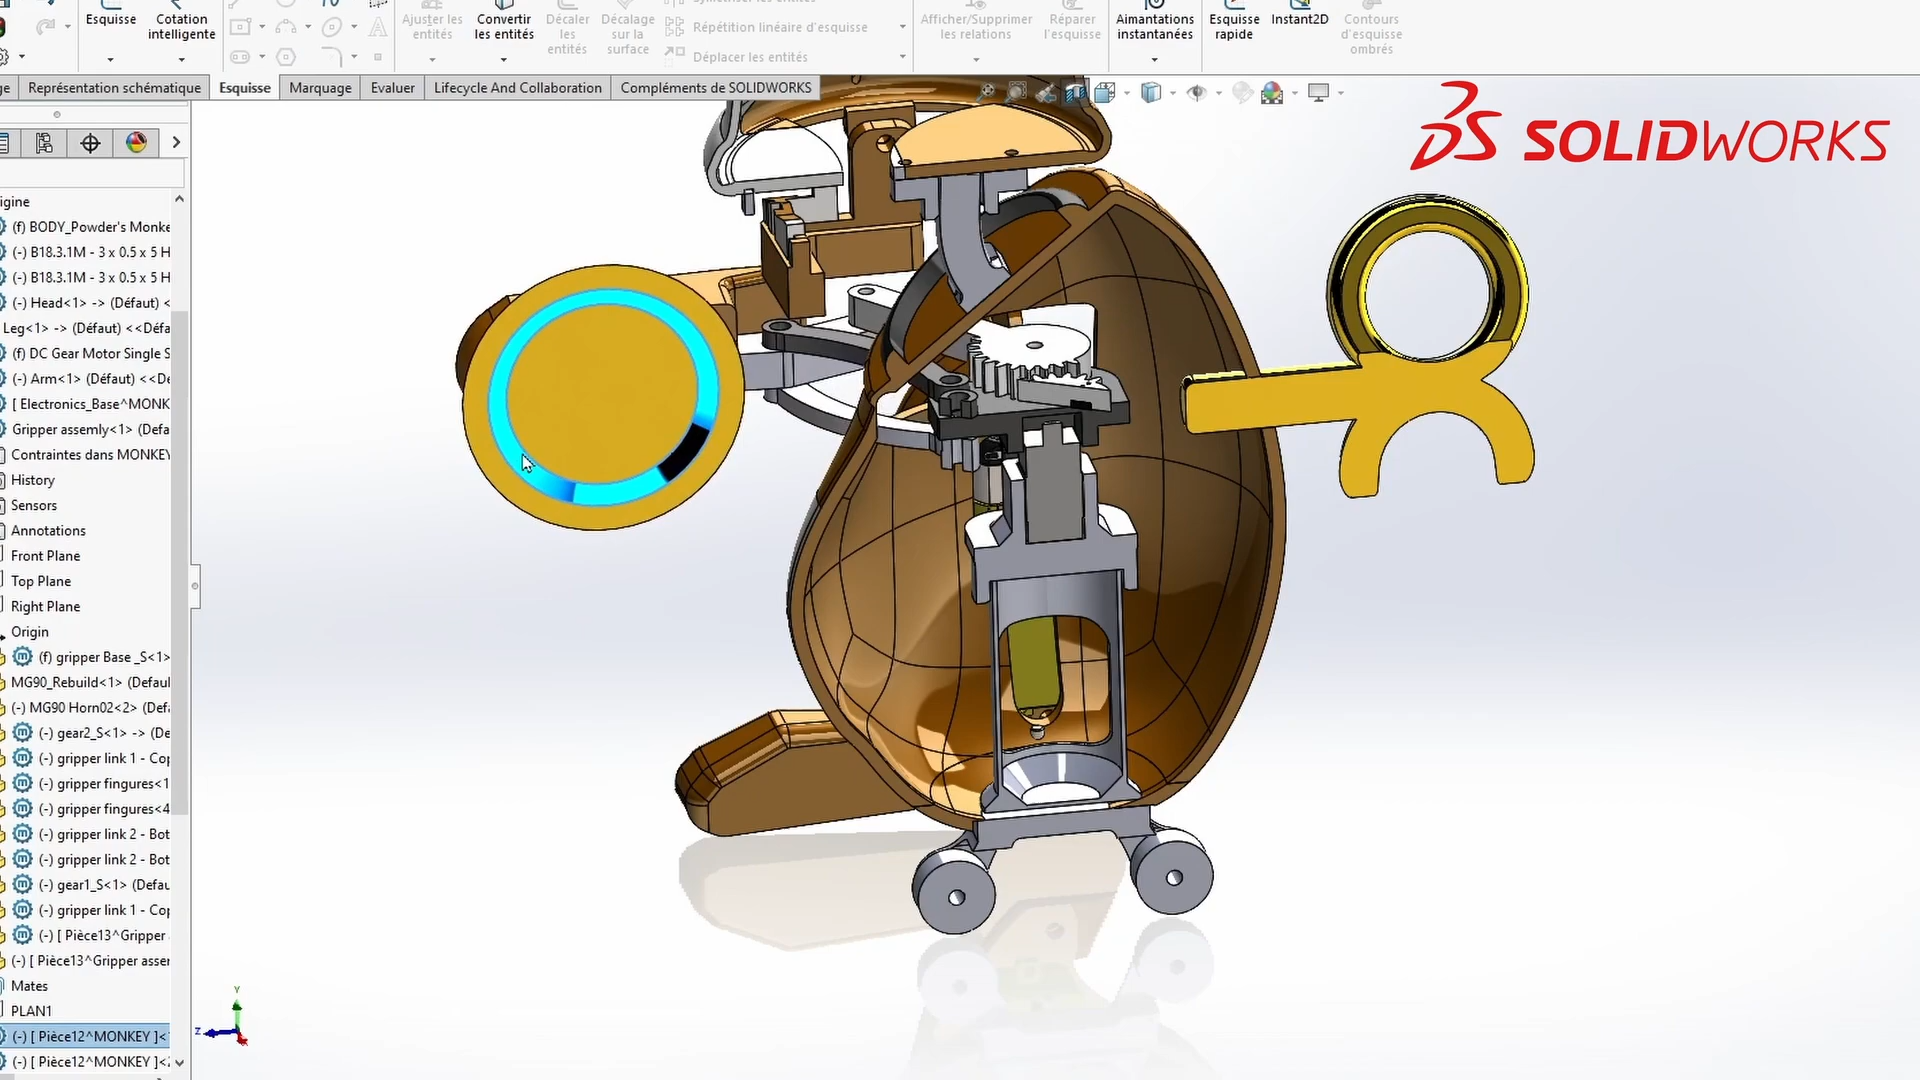 Esquisse
Cotation
intelligente
Ajuster les
entités
Convertir
les entités
Décaler
les
entités
Décalage
sur la
surface
Répétition linéaire d'esquisse
Déplacer les entités
Afficher/Supprimer
les relations
Réparer
l'esquisse
Aimantations
instantanées
Esquisse
rapide
Instant2D
Contours
d'esquisse
ombrés
ge
Représentation schématique
Esquisse
Marquage
Evaluer
Lifecycle And Collaboration
Compléments de SOLIDWORKS
SOLIDWORKS
igine
(f) BODY_Powder's Monke
(-) B18.3.1M - 3 x 0.5 x 5 H
(-) B18.3.1M - 3 x 0.5 x 5 H
(-) Head<1> -> (Défaut) <
Leg<1> -> (Défaut) <<Défa
(f) DC Gear Motor Single S
(-) Arm<1> (Défaut) <<De
[ Electronics_Base^MONK
Gripper assemly<1> (Defa
Contraintes dans MONKEY
History
Sensors
Annotations
Front Plane
Top Plane
Right Plane
Origin
(f) gripper Base _S<1>
MG90_Rebuild<1> (Defaul
(-) MG90 Horn02<2> (Defa
(-) gear2_S<1> -> (De
(-) gripper link 1 - Cop
(-) gripper fingures<1
(-) gripper fingures<4
(-) gripper link 2 - Bot
(-) gripper link 2 - Bot
(-) gear1_S<1> (Defau
(-) gripper link 1 - Cop
(-) [ Pièce13^Gripper
(-) [ Pièce13^Gripper asser
Mates
PLAN1
(-) [ Pièce12^MONKEY ]<
(-) [ Pièce12^MONKEY ]<2
Y
Z